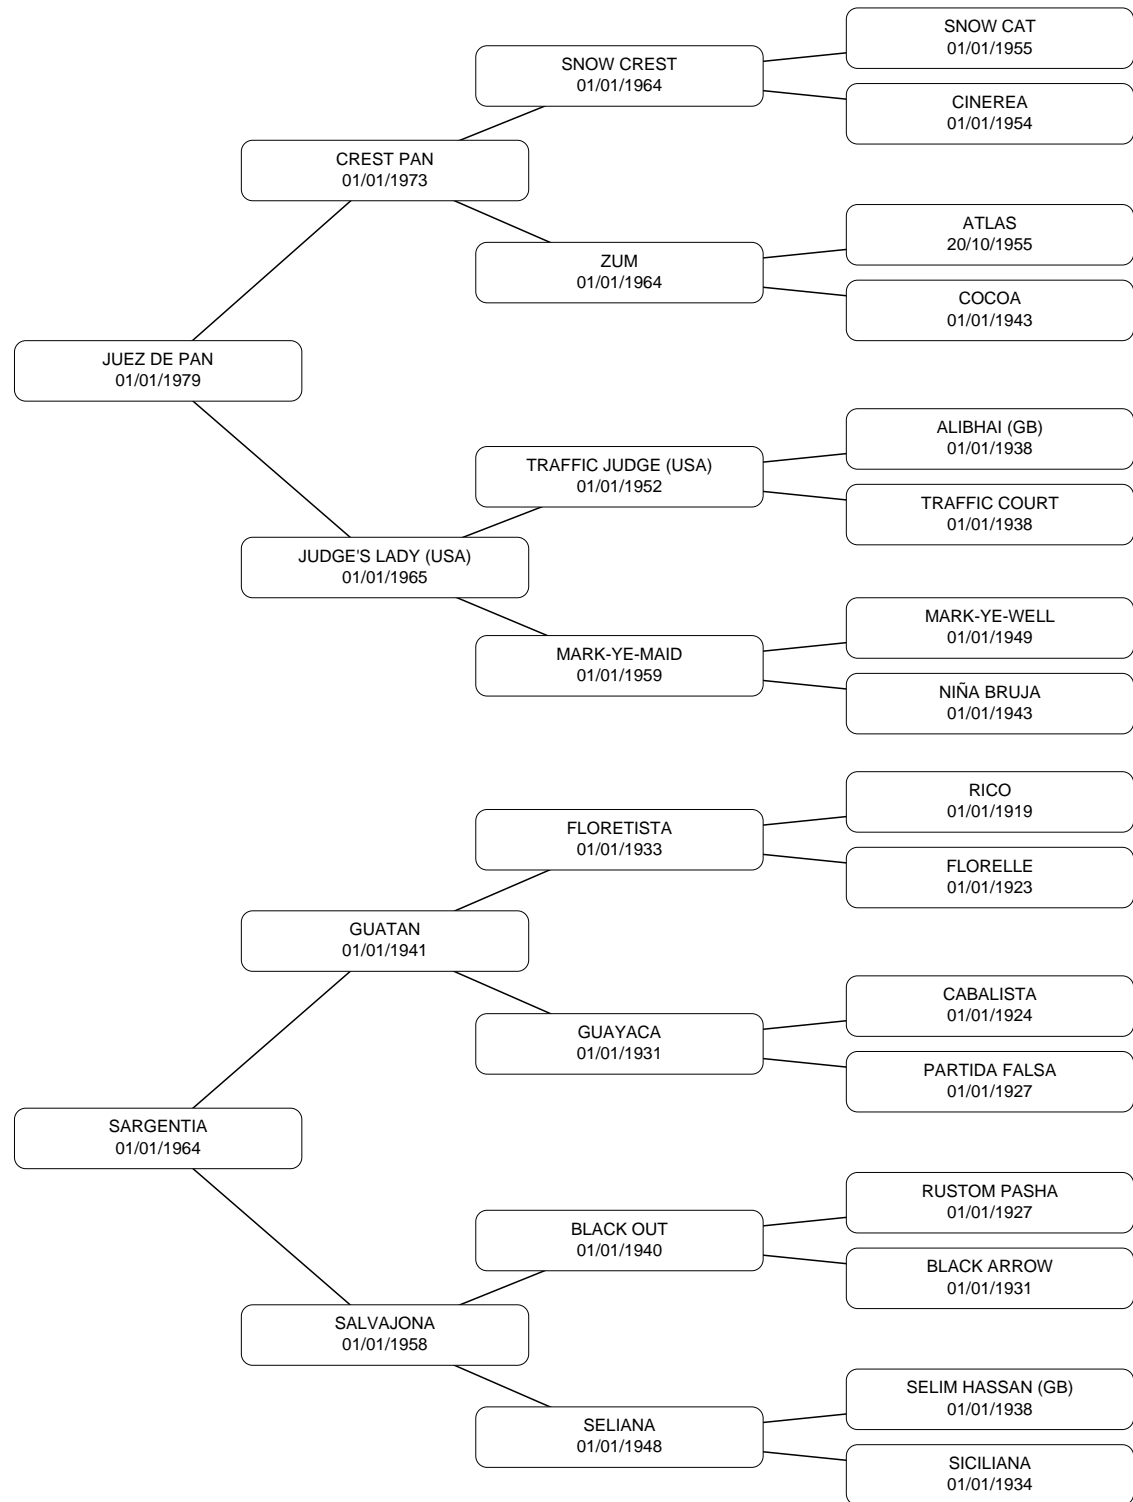 SNOW CAT
01/01/1955
SNOW CREST
01/01/1964
CINEREA
01/01/1954
CREST PAN
01/01/1973
ATLAS
20/10/1955
ZUM
01/01/1964
COCOA
01/01/1943
JUEZ DE PAN
01/01/1979
ALIBHAI (GB)
01/01/1938
TRAFFIC JUDGE (USA)
01/01/1952
TRAFFIC COURT
01/01/1938
JUDGE'S LADY (USA)
01/01/1965
MARK-YE-WELL
01/01/1949
MARK-YE-MAID
01/01/1959
NIÑA BRUJA
01/01/1943
RICO
01/01/1919
FLORETISTA
01/01/1933
FLORELLE
01/01/1923
GUATAN
01/01/1941
CABALISTA
01/01/1924
GUAYACA
01/01/1931
PARTIDA FALSA
01/01/1927
SARGENTIA
01/01/1964
RUSTOM PASHA
01/01/1927
BLACK OUT
01/01/1940
BLACK ARROW
01/01/1931
SALVAJONA
01/01/1958
SELIM HASSAN (GB)
01/01/1938
SELIANA
01/01/1948
SICILIANA
01/01/1934